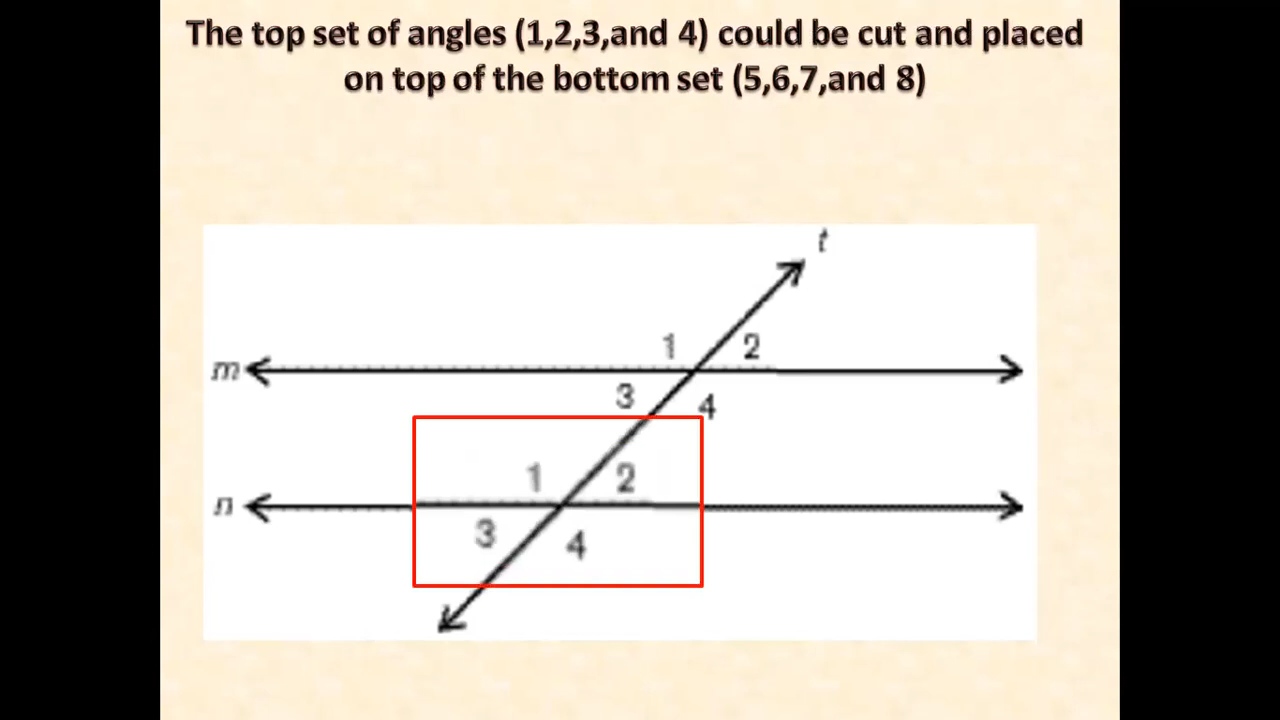 The top set of angles (1,2,3,and 4) could be cut and placed
on top of the bottom set (5,6,7,and 8)
t
1 2
m
3 4
1 2
n
3 4